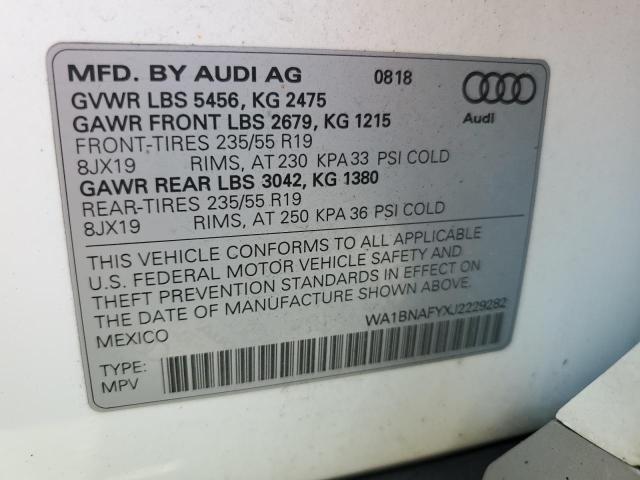 MFD. BY AUDI AG 0818
GVWR LBS 5456, KG 2475
GAWR FRONT LBS 2679, KG 1215
FRONT-TIRES 235/55 R19
8JX19 RIMS, AT 230 KPA 33 PSI COLD
GAWR REAR LBS 3042, KG 1380
REAR-TIRES 235/55 R19
8JX19 RIMS, AT 250 KPA 36 PSI COLD
Audi
THIS VEHICLE CONFORMS TO ALL APPLICABLE
U.S. FEDERAL MOTOR VEHICLE SAFETY AND
THEFT PREVENTION STANDARDS IN EFFECT ON
DATE OF MANUFACTURE SHOWN ABOVE.
MEXICO
WA1BNAFYXJ2229282
TYPE:
MPV